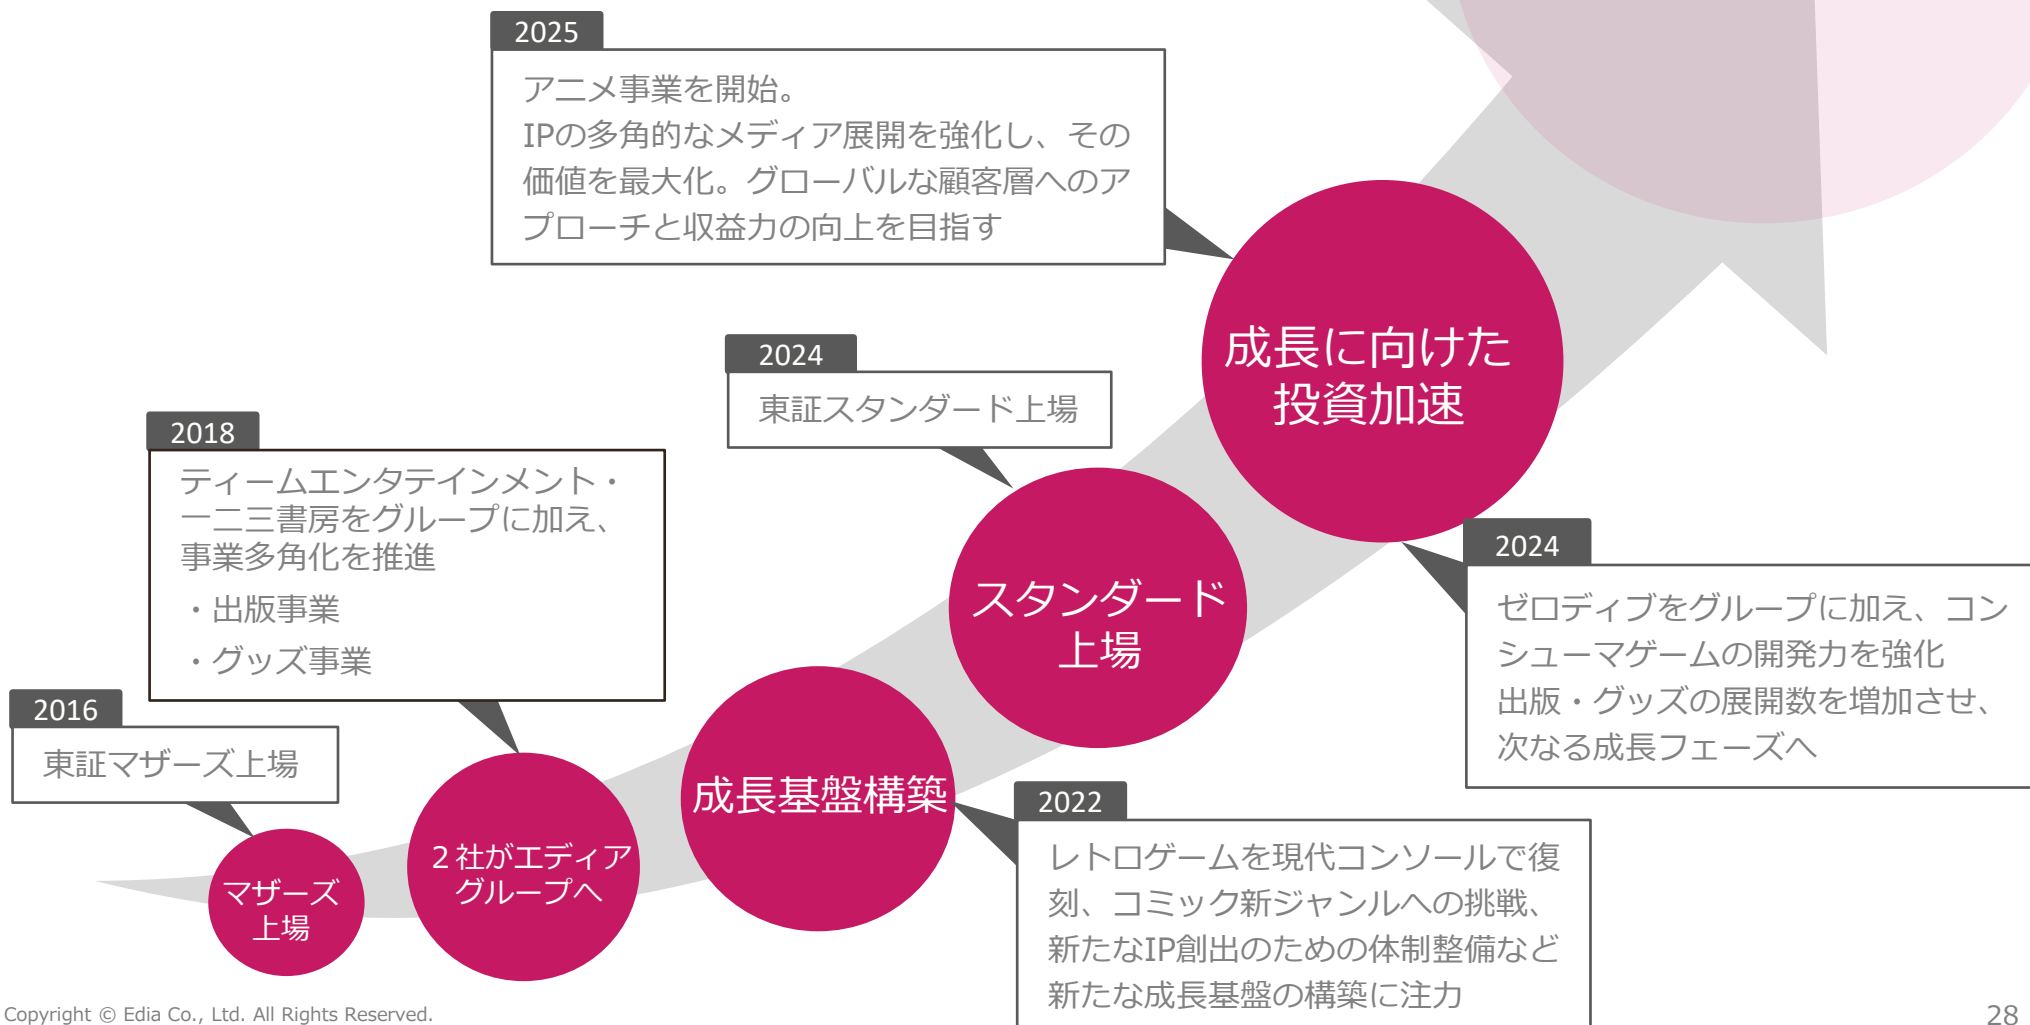 2025
アニメ事業を開始。
IPの多角的なメディア展開を強化し、その
価値を最大化。グローバルな顧客層へのア
プローチと収益力の向上を目指す
成長に向けた
投資加速
2024
東証スタンダード上場
2018
ティームエンタテインメント・
一二三書房をグループに加え、
事業多角化を推進
・出版事業
・グッズ事業
スタンダード
上場
2024
ゼロディブをグループに加え、コン
シューマゲームの開発力を強化
出版・グッズの展開数を増加させ、
次なる成長フェーズへ
2016
東証マザーズ上場
マザーズ
上場
２社がエディア
グループへ
成長基盤構築
2022
レトロゲームを現代コンソールで復
刻、コミック新ジャンルへの挑戦、
新たなIP創出のための体制整備など
新たな成長基盤の構築に注力
Copyright © Edia Co., Ltd. All Rights Reserved.
28